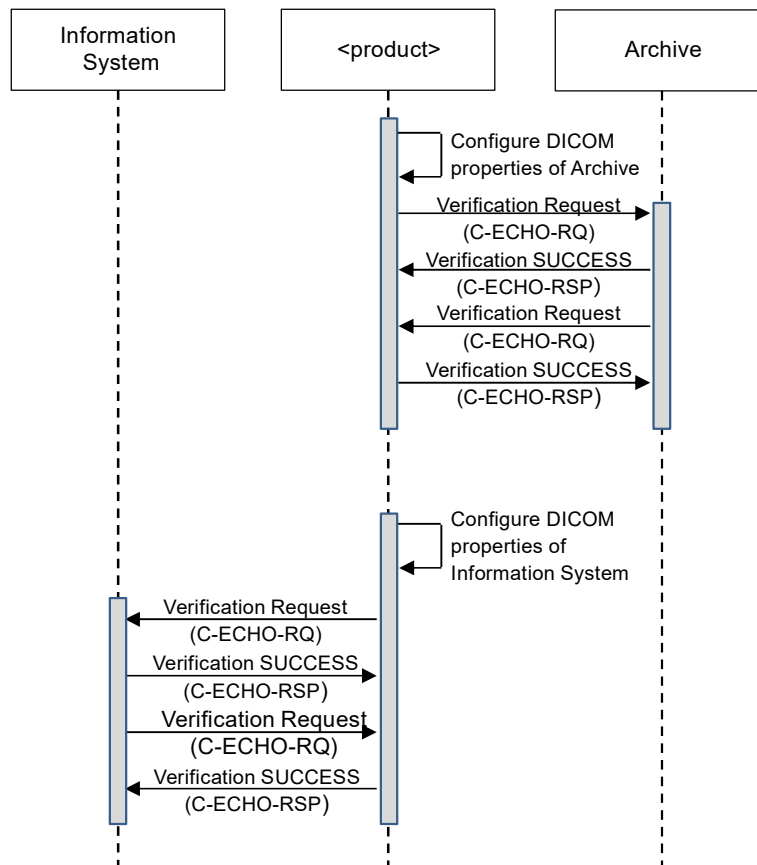 Information
System
<product>
Archive
Configure DICOM
properties of Archive
Verification Request
(C-ECHO-RQ)
Verification SUCCESS
(C-ECHO-RSP)
Verification Request
(C-ECHO-RQ)
Verification SUCCESS
(C-ECHO-RSP)
Configure DICOM
properties of
Information System
Verification Request
(C-ECHO-RQ)
Verification SUCCESS
(C-ECHO-RSP)
Verification Request
(C-ECHO-RQ)
Verification SUCCESS
(C-ECHO-RSP)